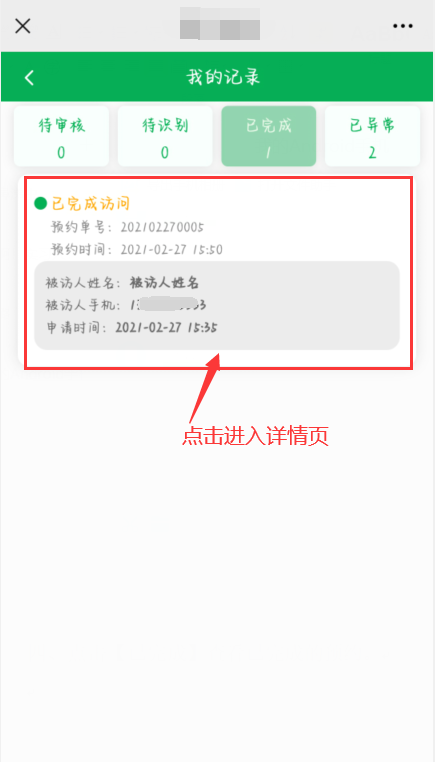 我的记录
待审核 待识别 已完成 已异常
0 0 1 2
已完成访问
预约单号：202102270005
预约时间：2021-02-27 15:50
被访人姓名：被访人姓名
被访人手机：
申请时间：2021-02-27 15:35
点击进入详情页